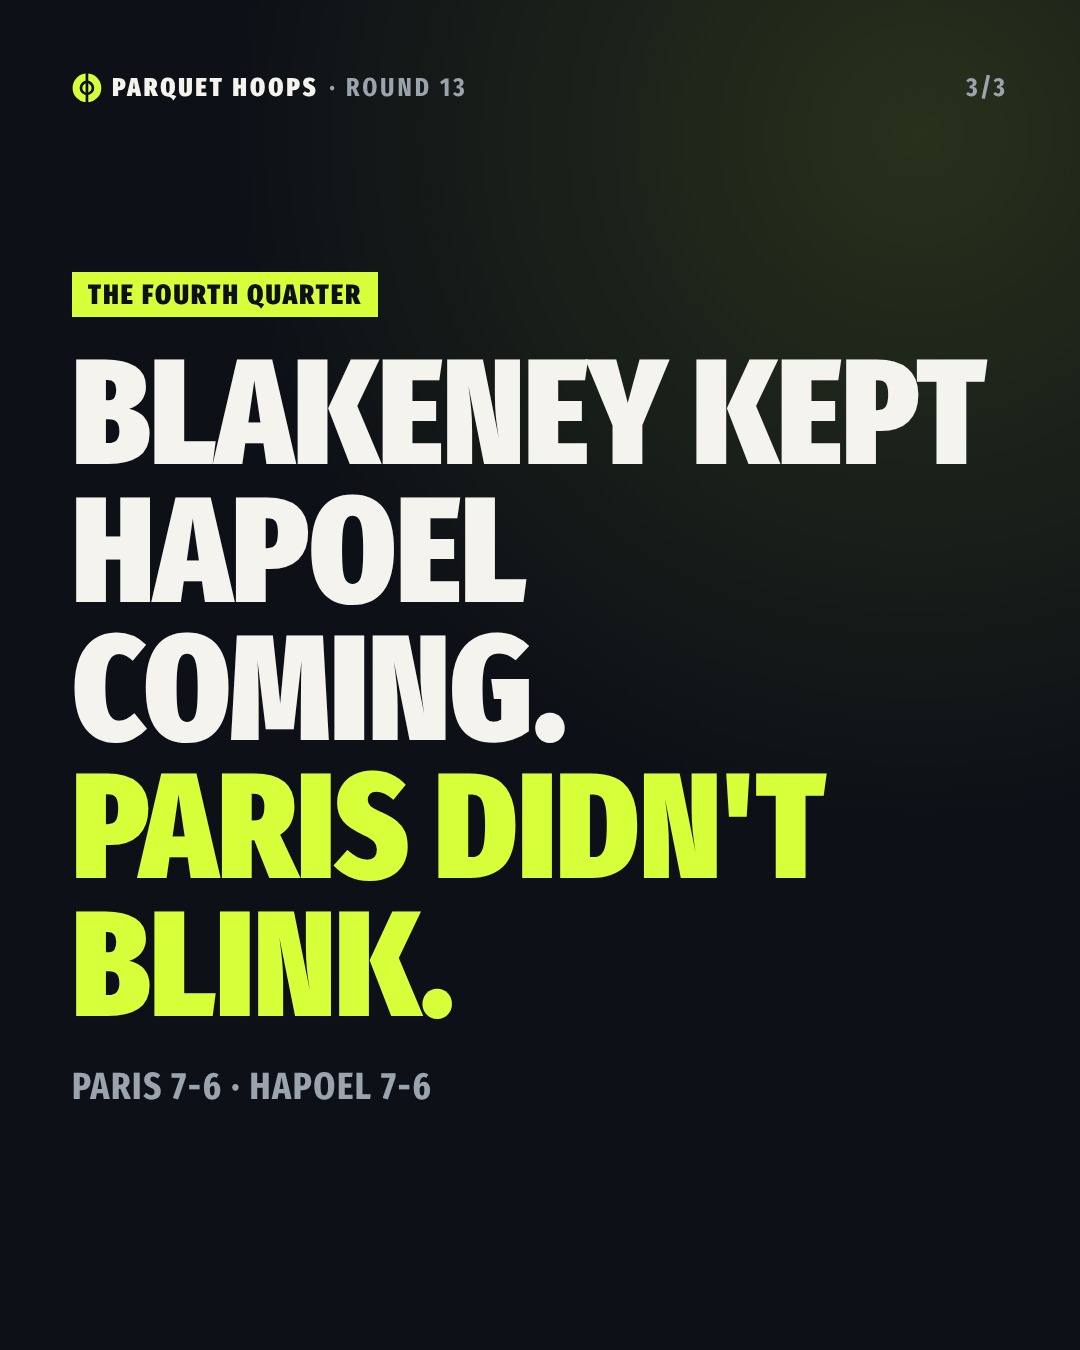 PARQUET HOOPS · ROUND 13
3/3
THE FOURTH QUARTER
BLAKENEY KEPT
HAPOEL
COMING.
PARIS DIDN'T
BLINK.
PARIS 7-6 · HAPOEL 7-6